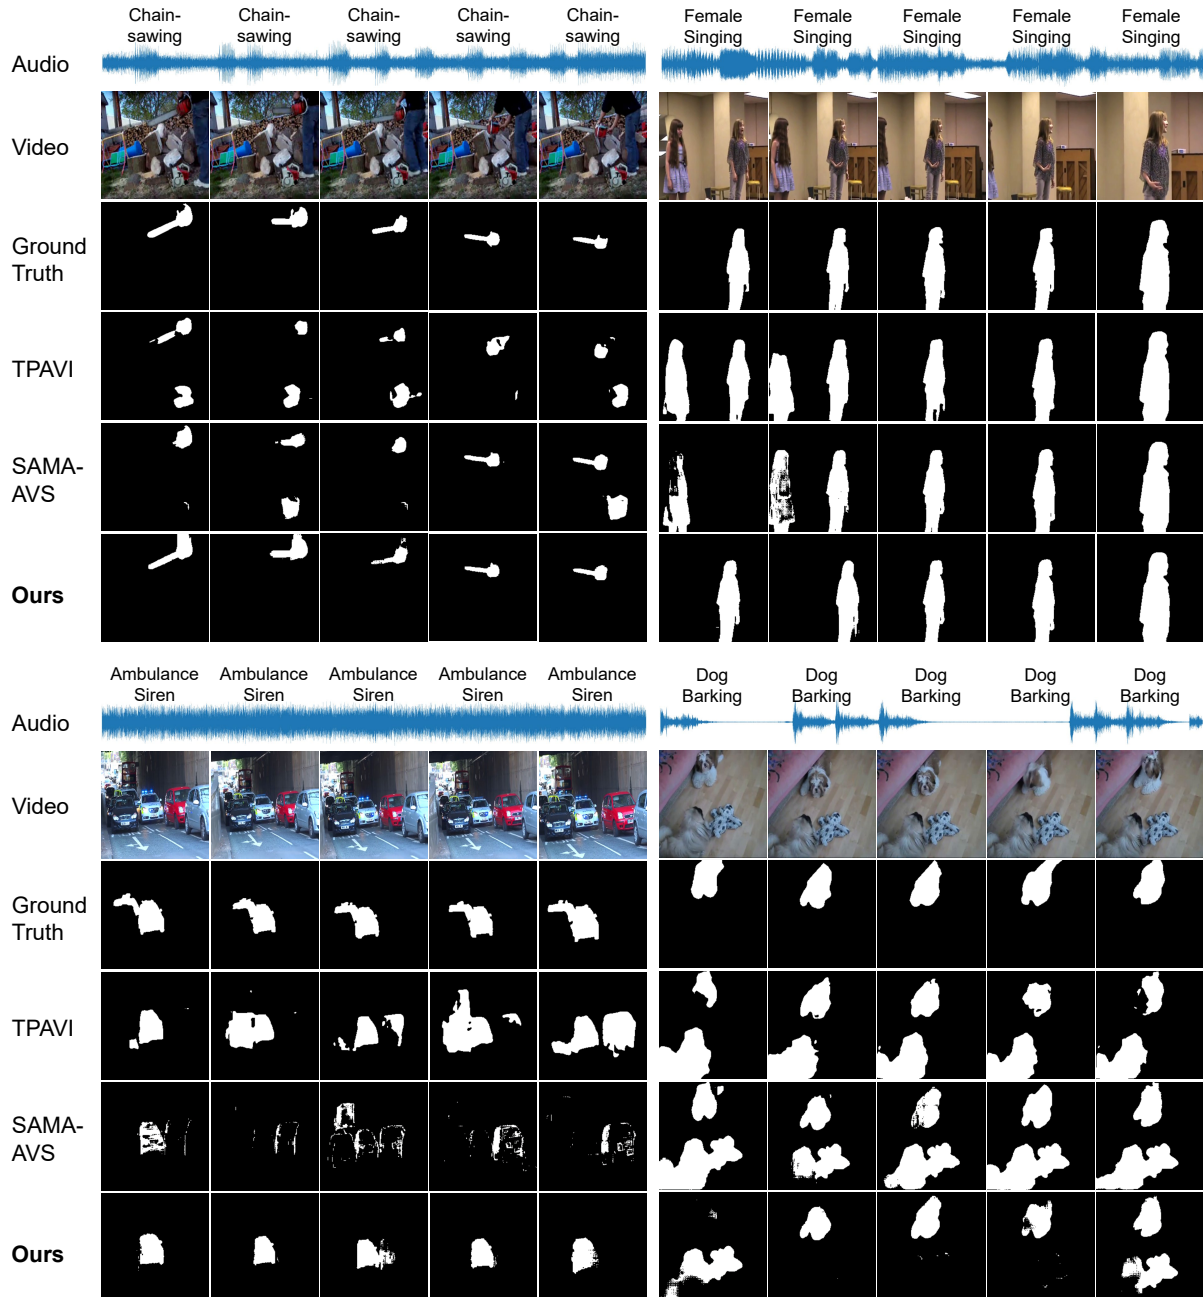 Chain-
sawing
Chain-
sawing
Chain-
sawing
Chain-
sawing
Chain-
sawing
Female
Singing
Female
Singing
Female
Singing
Female
Singing
Female
Singing
Audio
Video
Ground
Truth
TPAVI
SAMA-
AVS
Ours
Ambulance
Siren
Ambulance
Siren
Ambulance
Siren
Ambulance
Siren
Ambulance
Siren
Dog
Barking
Dog
Barking
Dog
Barking
Dog
Barking
Dog
Barking
Audio
Video
Ground
Truth
TPAVI
SAMA-
AVS
Ours